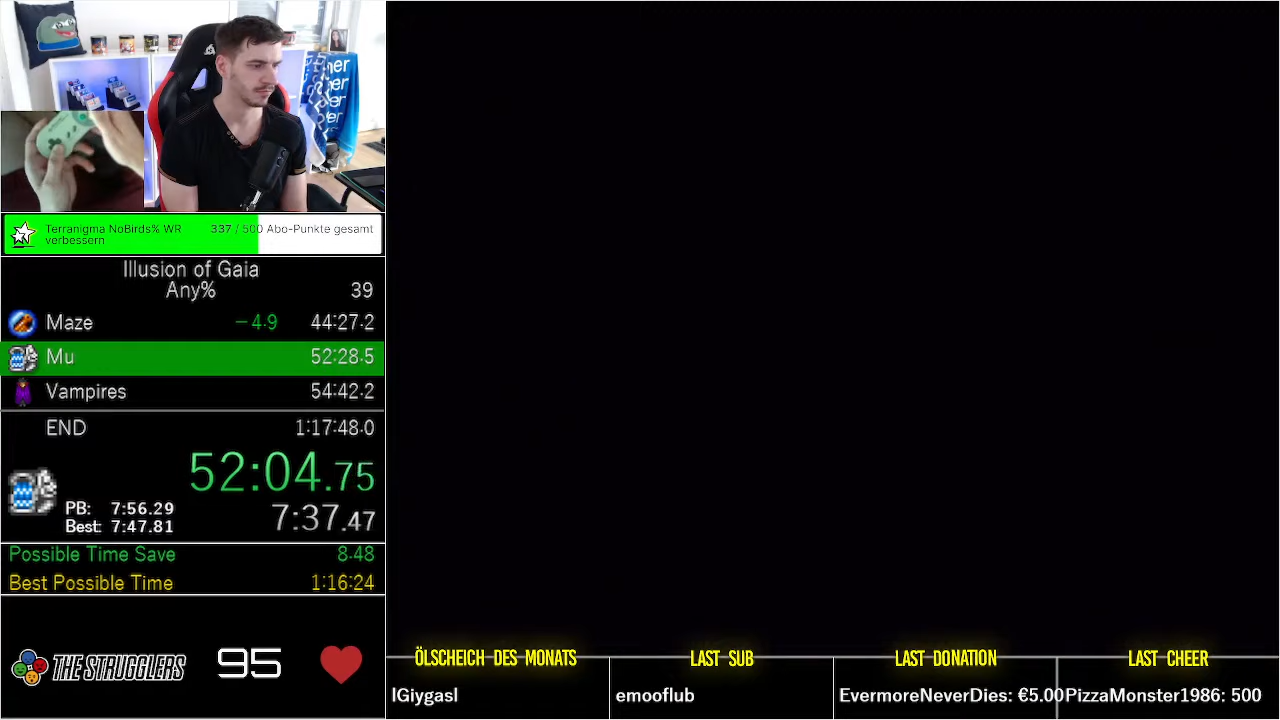 ner
er
er
er
Terranigma NoBirds% WR
verbessern
337 / 500 Abo-Punkte gesamt
Illusion of Gaia
Any% 39
Maze −4.9 44:27.2
Mu 52:28.5
Vampires 54:42.2
END 1:17:48.0
52:04.75
PB: 7:56.29
Best: 7:47.81
7:37.47
Possible Time Save 8.48
Best Possible Time 1:16:24
THE STRUGGLERS
95
ÖLSCHEICH DES MONATS
LAST SUB
LAST DONATION
LAST CHEER
lGiygasl
emooflub
EvermoreNeverDies: €5.00
PizzaMonster1986: 500